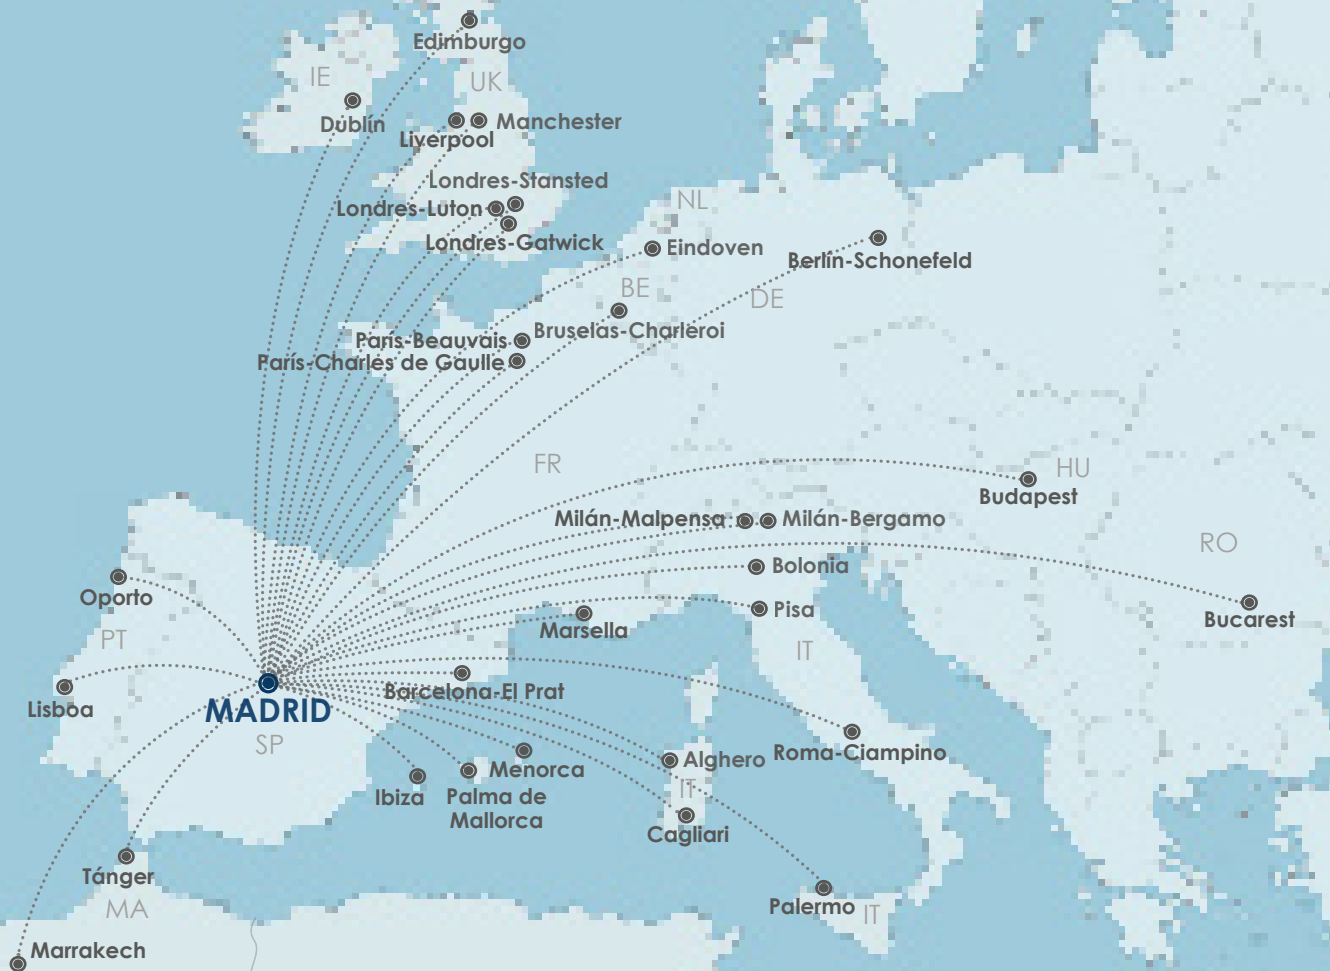 Edimburgo
IE
UK
Dublín
Liverpool
Manchester
Londres-Stansted
Londres-Luton
NL
Londres-Gatwick
Eindoven
Berlín-Schonefeld
BE
DE
París-Beauvais
Bruselas-Charleroi
París-Charles de Gaulle
FR
HU
Budapest
Milán-Malpensa
Milán-Bergamo
RO
Bolonia
Oporto
Pisa
Bucarest
Marsella
PT
IT
Barcelona-El Prat
Lisboa
MADRID
SP
Roma-Ciampino
Alghero
Menorca
IT
Ibiza
Palma de
Mallorca
Cagliari
Tánger
Palermo
IT
MA
Marrakech